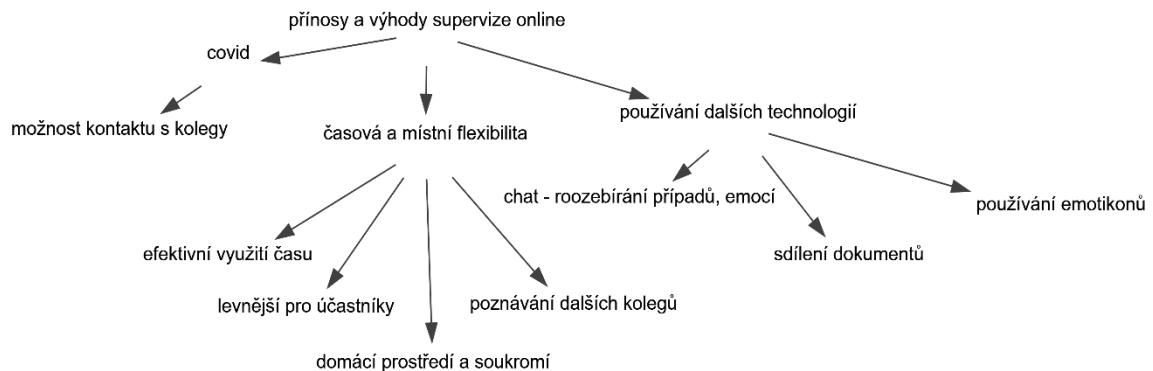 přínosy a výhody supervize online
covid
možnost kontaktu s kolegy
časová a místní flexibilita
používání dalších technologií
chat - roozebírání případů, emocí
používání emotikonů
sdílení dokumentů
efektivní využití času
levnější pro účastníky
poznávání dalších kolegů
domácí prostředí a soukromí